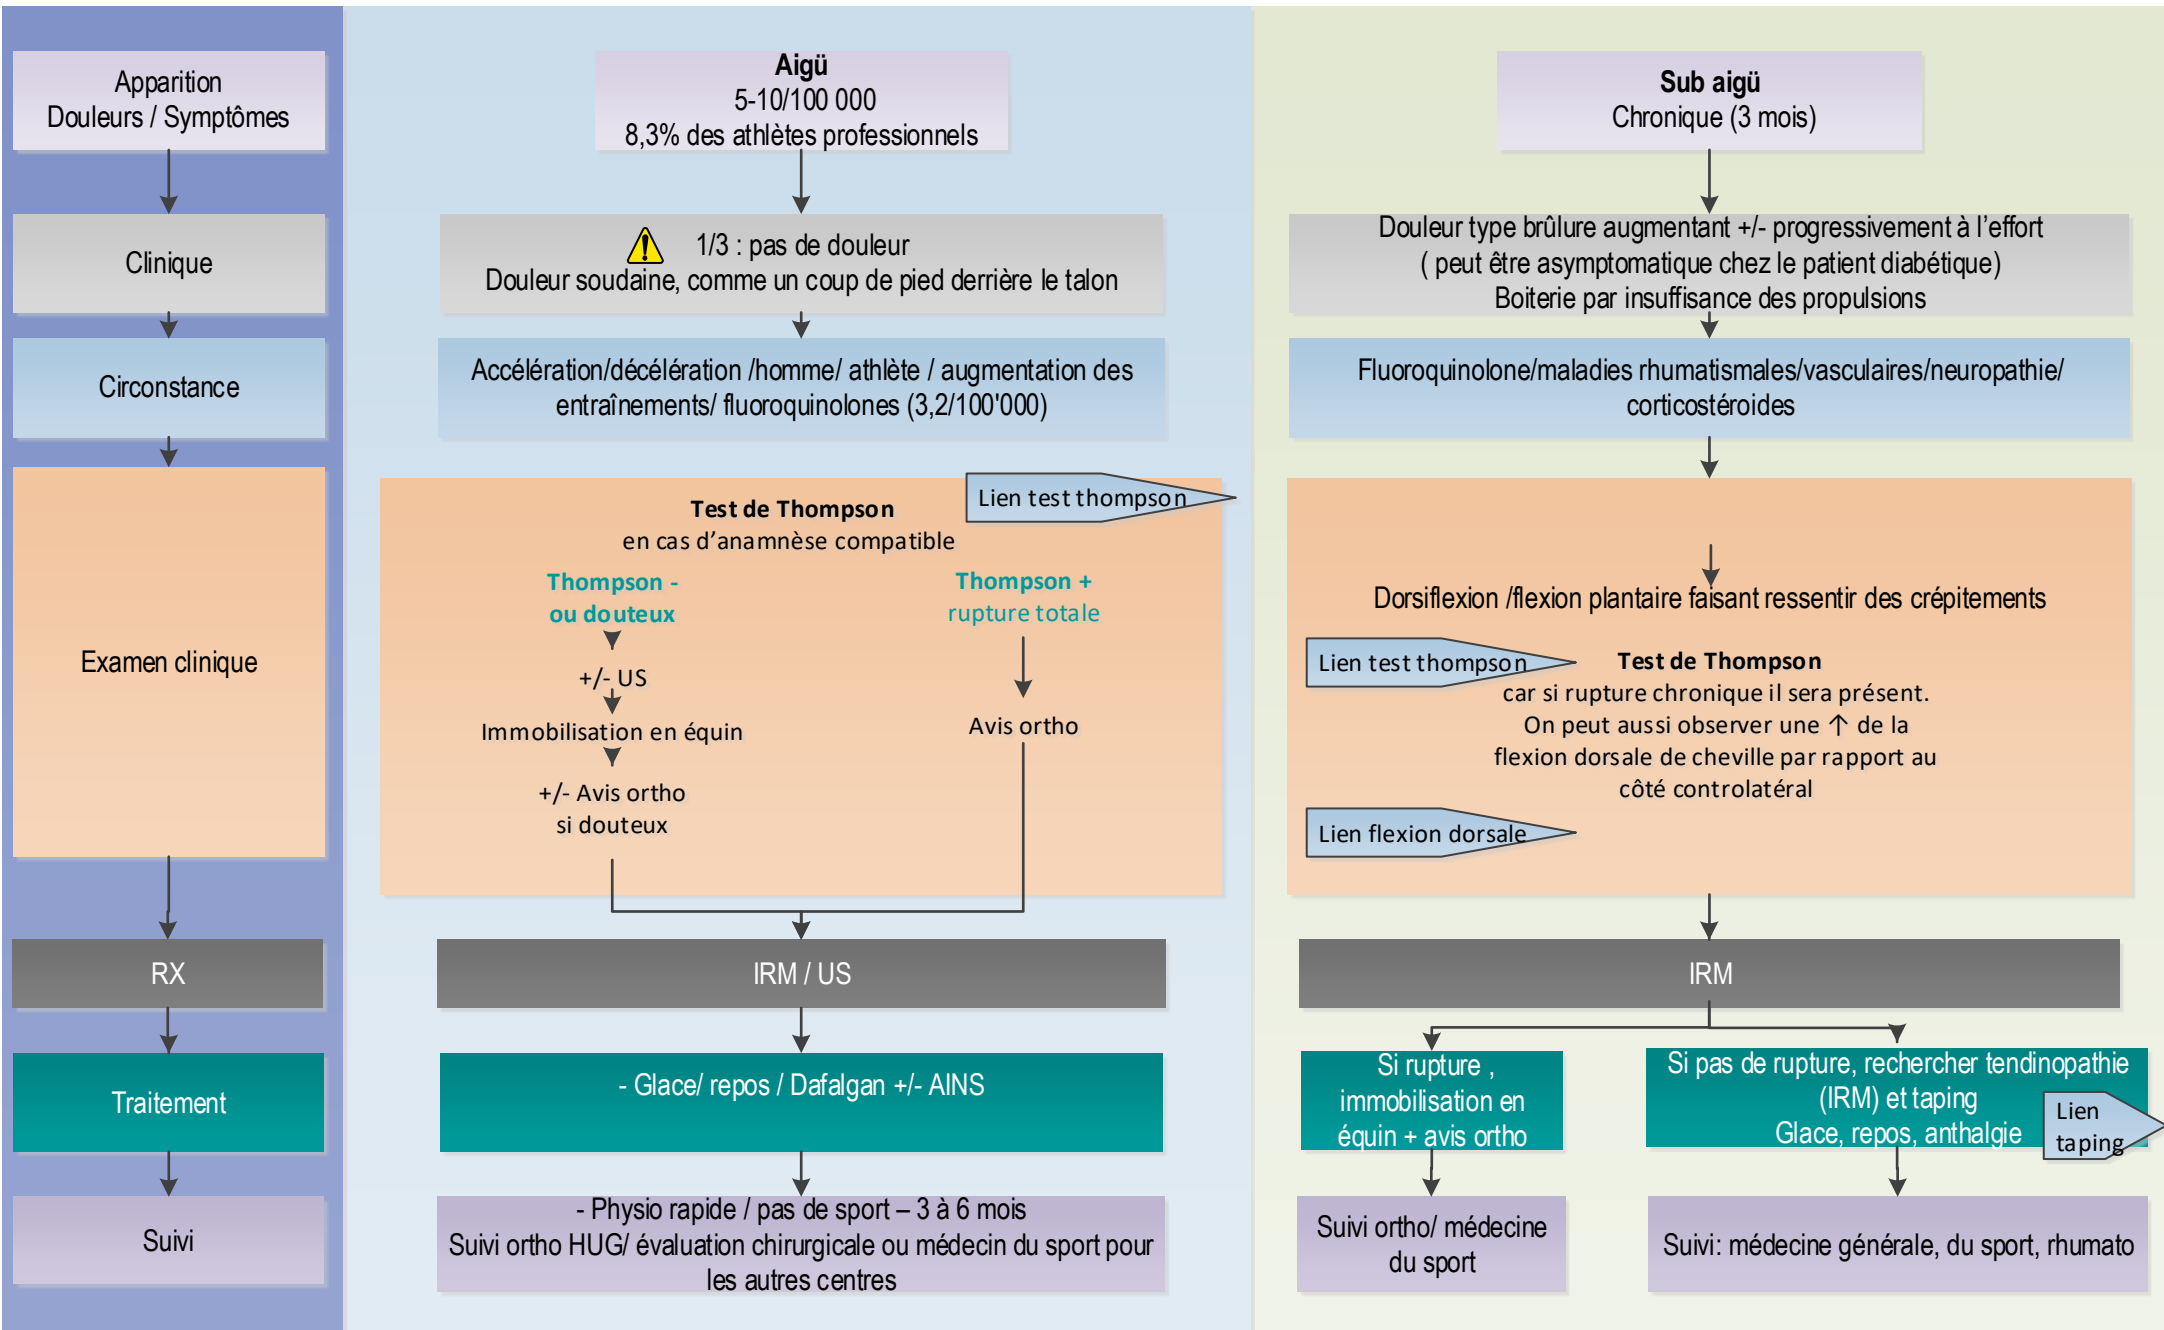 Apparition
Douleurs / Symptômes
Aigü
5-10/100 000
8,3% des athlètes professionnels
Sub aigü
Chronique (3 mois)
Clinique
1/3 : pas de douleur
Douleur soudaine, comme un coup de pied derrière le talon
Douleur type brûlure augmentant +/- progressivement à l'effort
( peut être asymptomatique chez le patient diabétique)
Boiterie par insuffisance des propulsions
Circonstance
Accélération/décélération /homme/ athlète / augmentation des
entraînements/ fluoroquinolones (3,2/100'000)
Fluoroquinolone/maladies rhumatismales/vasculaires/neuropathie/
corticostéroides
Examen clinique
Lien test thompson
Test de Thompson
en cas d’anamnèse compatible
Thompson -
ou douteux
+/- US
Immobilisation en équin
+/- Avis ortho
si douteux
Thompson +
rupture totale
Avis ortho
Dorsiflexion /flexion plantaire faisant ressentir des crépitements
Lien test thompson
Test de Thompson
car si rupture chronique il sera présent.
On peut aussi observer une ↑ de la
flexion dorsale de cheville par rapport au
côté controlatéral
Lien flexion dorsale
RX
IRM / US
IRM
Traitement
- Glace/ repos / Dafalgan +/- AINS
Si rupture ,
immobilisation en
équin + avis ortho
Si pas de rupture, rechercher tendinopathie
(IRM) et taping
Glace, repos, anthalgie
Lien
taping
Suivi
- Physio rapide / pas de sport – 3 à 6 mois
Suivi ortho HUG/ évaluation chirurgicale ou médecin du sport pour
les autres centres
Suivi ortho/ médecine
du sport
Suivi: médecine générale, du sport, rhumato